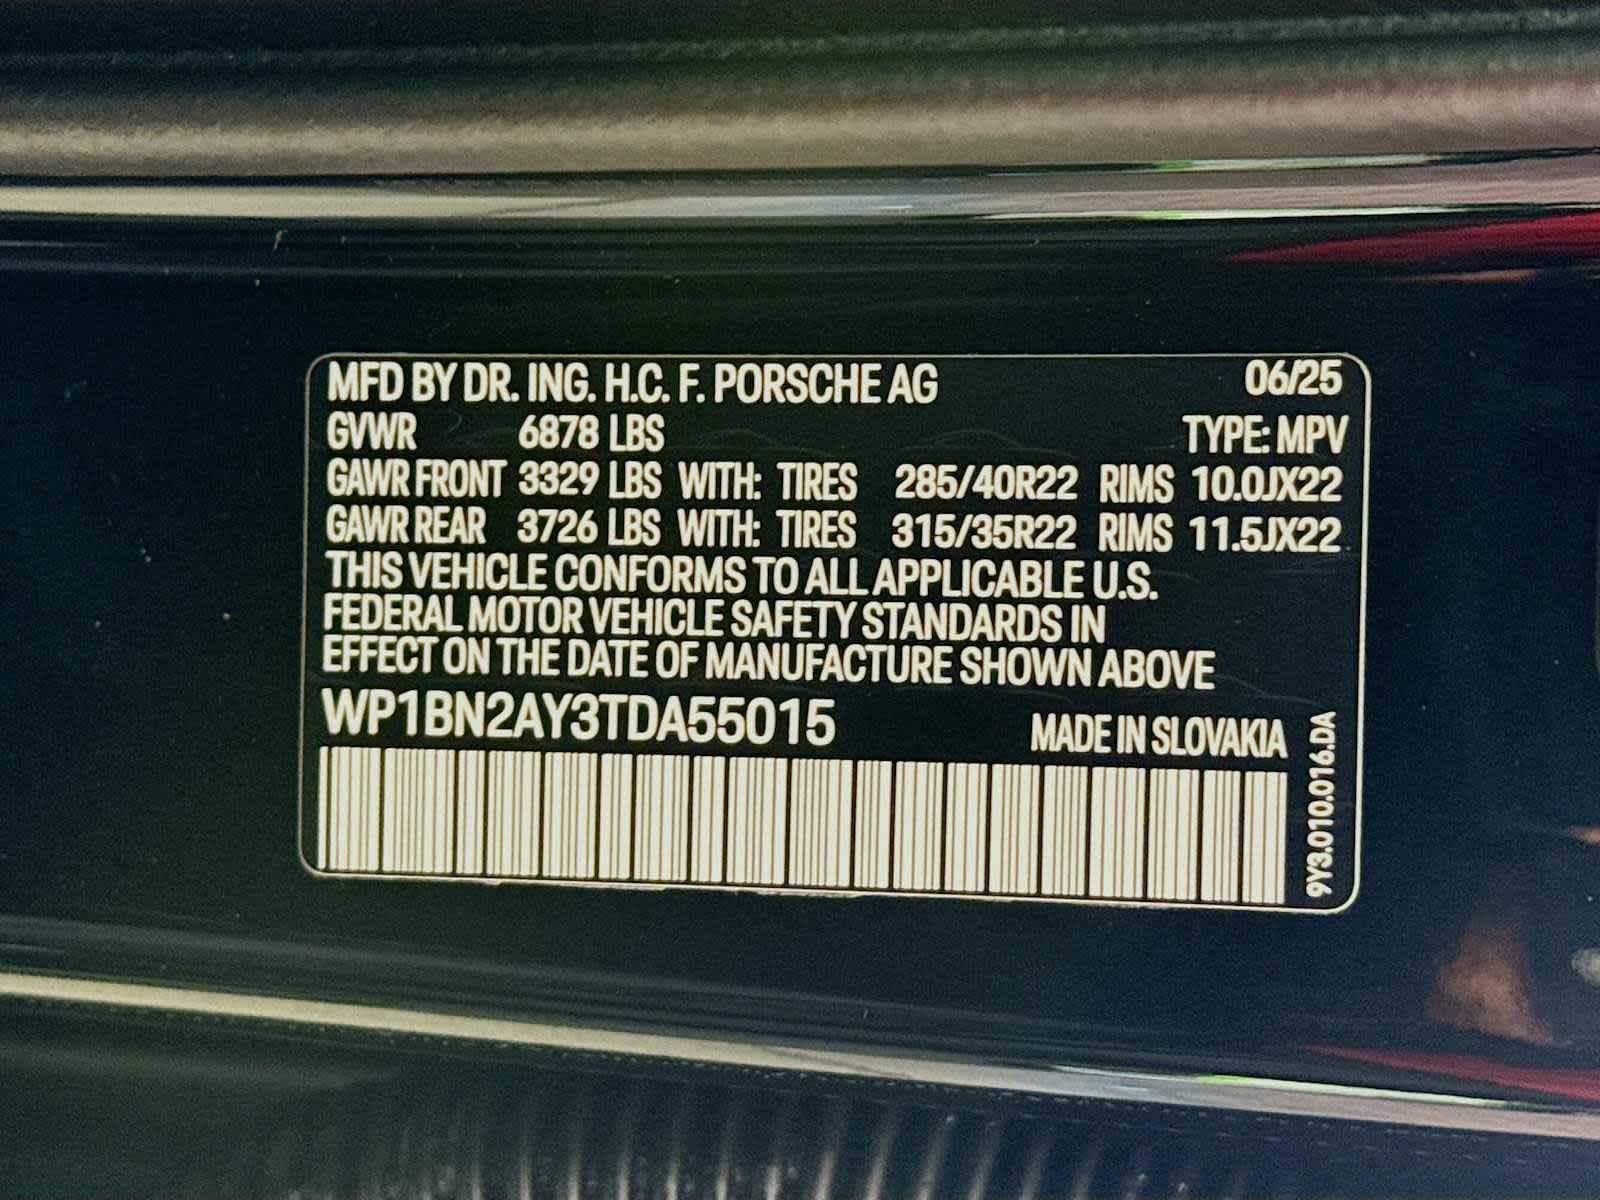 MFD BY DR. ING. H.C. F. PORSCHE AG 06/25
GVWR 6878 LBS TYPE: MPV
GAWR FRONT 3329 LBS WITH: TIRES 285/40R22 RIMS 10.0JX22
GAWR REAR 3726 LBS WITH: TIRES 315/35R22 RIMS 11.5JX22
THIS VEHICLE CONFORMS TO ALL APPLICABLE U.S.
FEDERAL MOTOR VEHICLE SAFETY STANDARDS IN
EFFECT ON THE DATE OF MANUFACTURE SHOWN ABOVE
WP1BN2AY3TDA55015 MADE IN SLOVAKIA
9Y3.010.016.DA